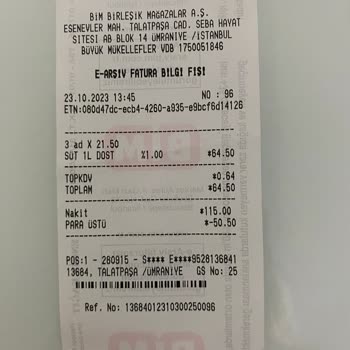 BİM BİRLEŞİK MAĞAZALAR A.Ş.
ESENEVLER MAH. TALATPAŞA CAD. SEBA HAYAT
SİTESİ AB BLOK 14 ÜMRANİYE /İSTANBUL
BÜYÜK MÜKELLEFLER VDB 1750051846
E-ARŞİV FATURA BİLGİ FİŞİ
23.10.2023 13:45 NO : 96
ETN:080d47dc-ecb4-4260-a935-e9bcf6d14126
3 ad X 21.50
SÜT 1L DOST %1.00 *64.50
TOPKDV *0.64
TOPLAM *64.50
Nakit *115.00
PARA ÜSTÜ *-50.50
POS:1 - 280915 - S**** E****9528136841
13684, TALATPAŞA /ÜMRANİYE GS No: 25
Ref. No: 13684012310300250096